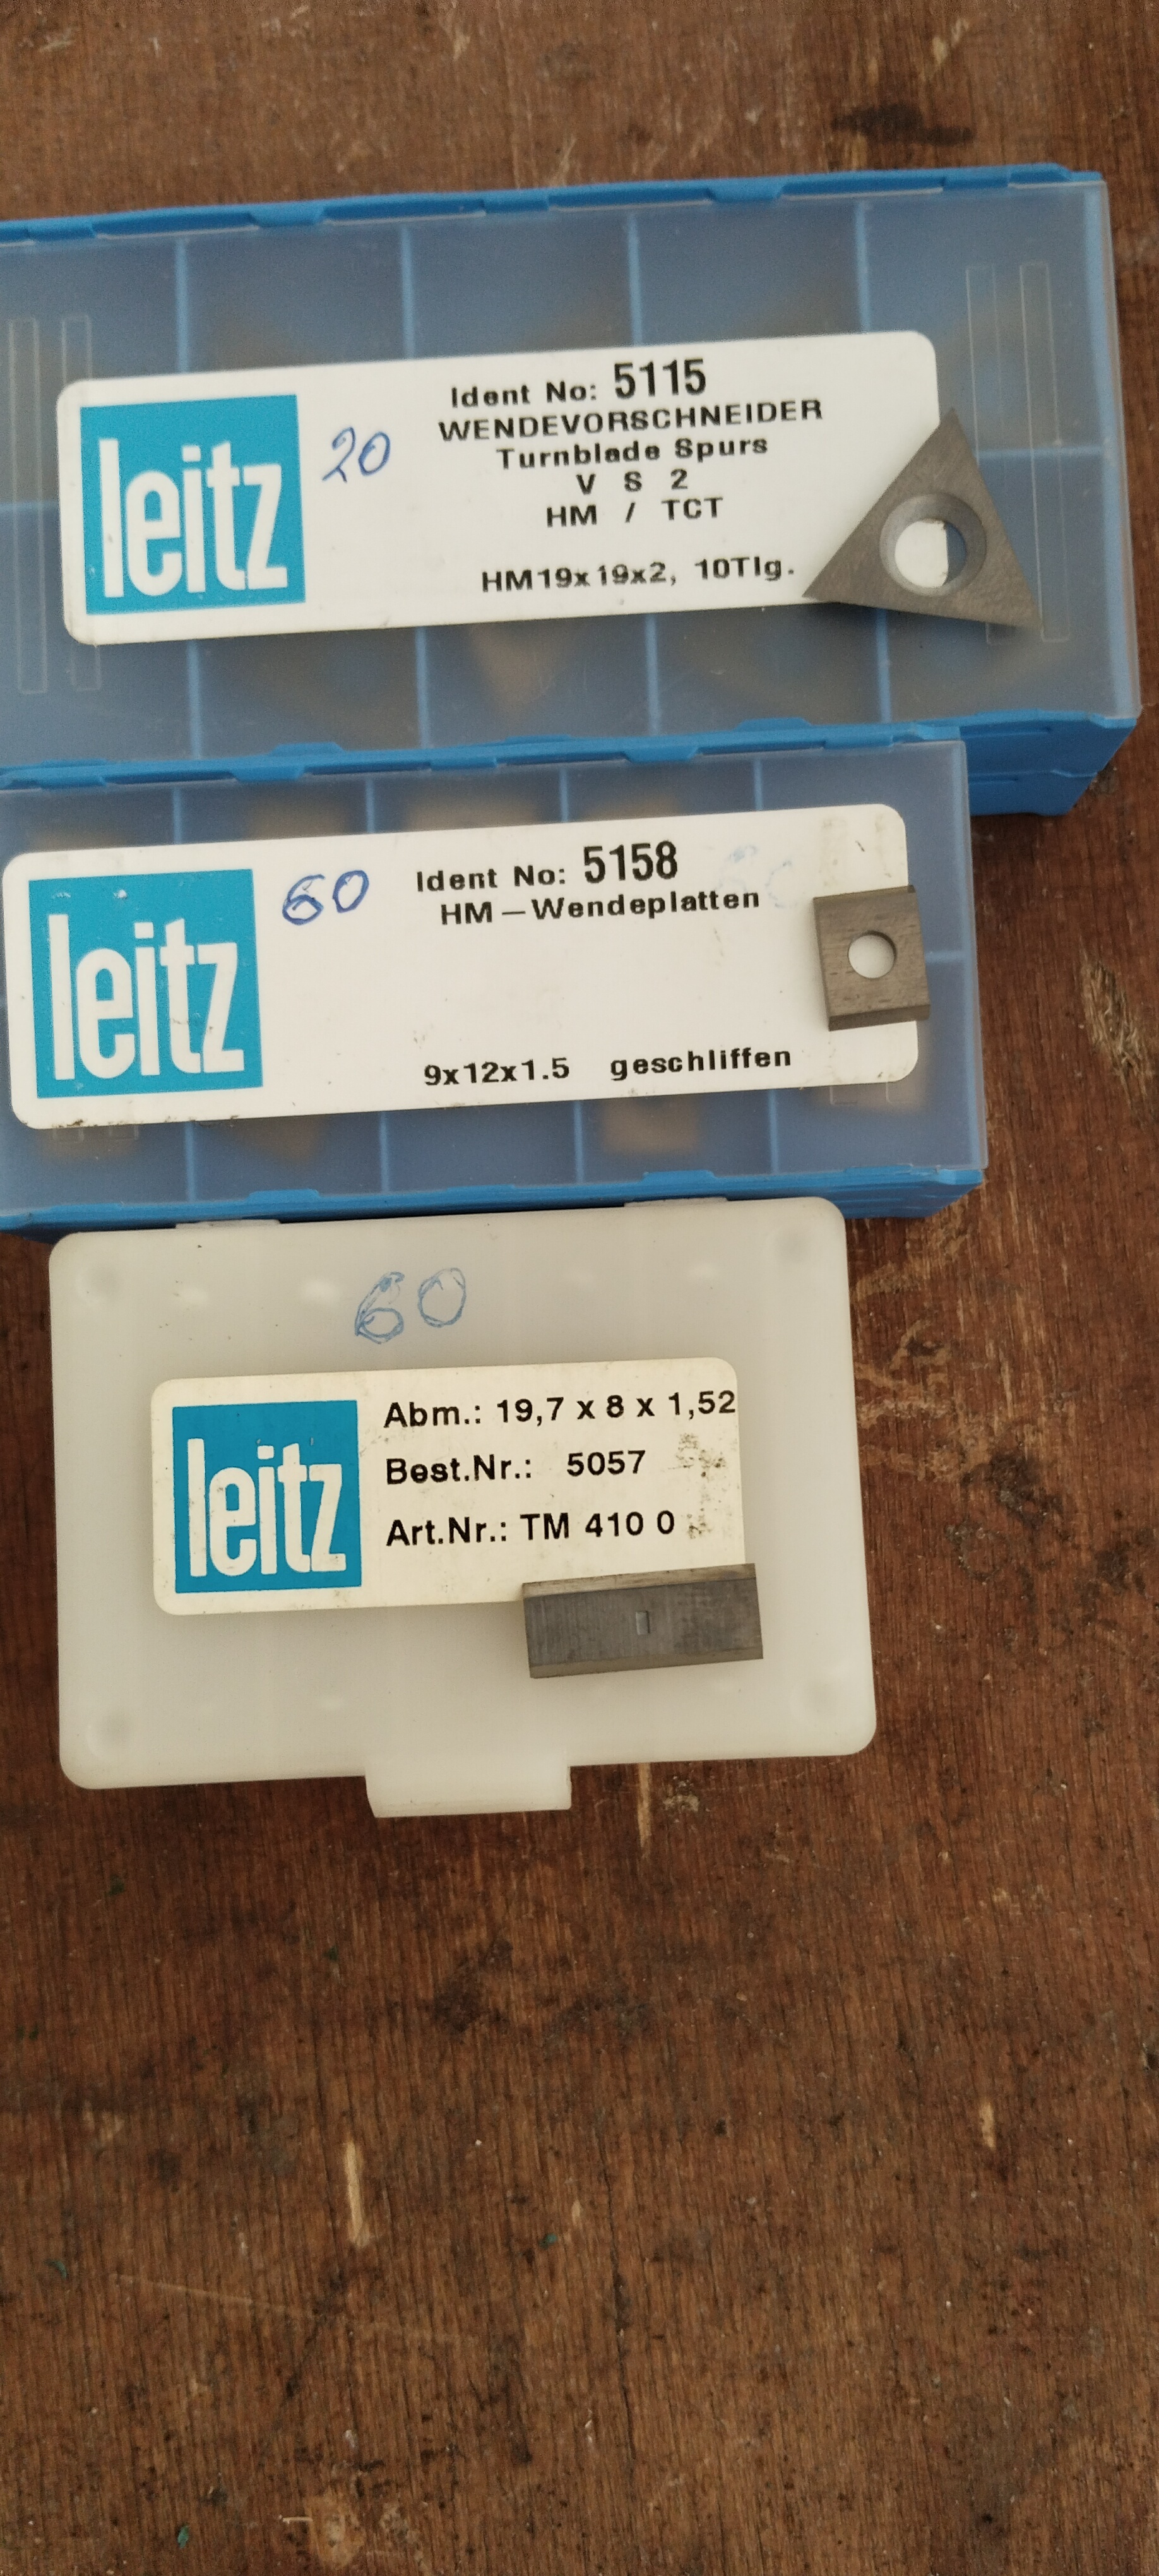 leitz
20
Ident No: 5115
WENDEVORSCHNEIDER
Turnblade Spurs
V S 2
HM / TCT
HM19x19x2, 10Tlg.
leitz
60
Ident No: 5158
60
HM – Wendeplatten
9x12x1.5 geschliffen
60
leitz
Abm.: 19,7 x 8 x 1,52
Best.Nr.: 5057
Art.Nr.: TM 410 0